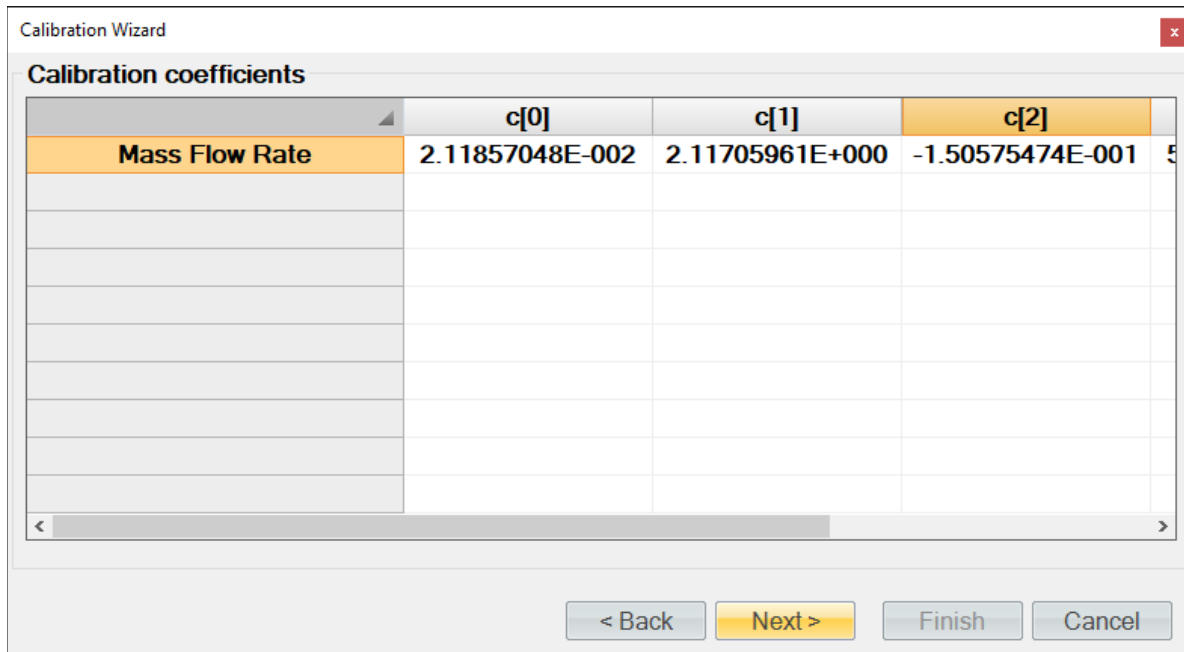 Calibration Wizard
x
Calibration coefficients
c[0] c[1] c[2]
Mass Flow Rate 2.11857048E-002 2.11705961E+000 -1.50575474E-001
< Back Next > Finish Cancel